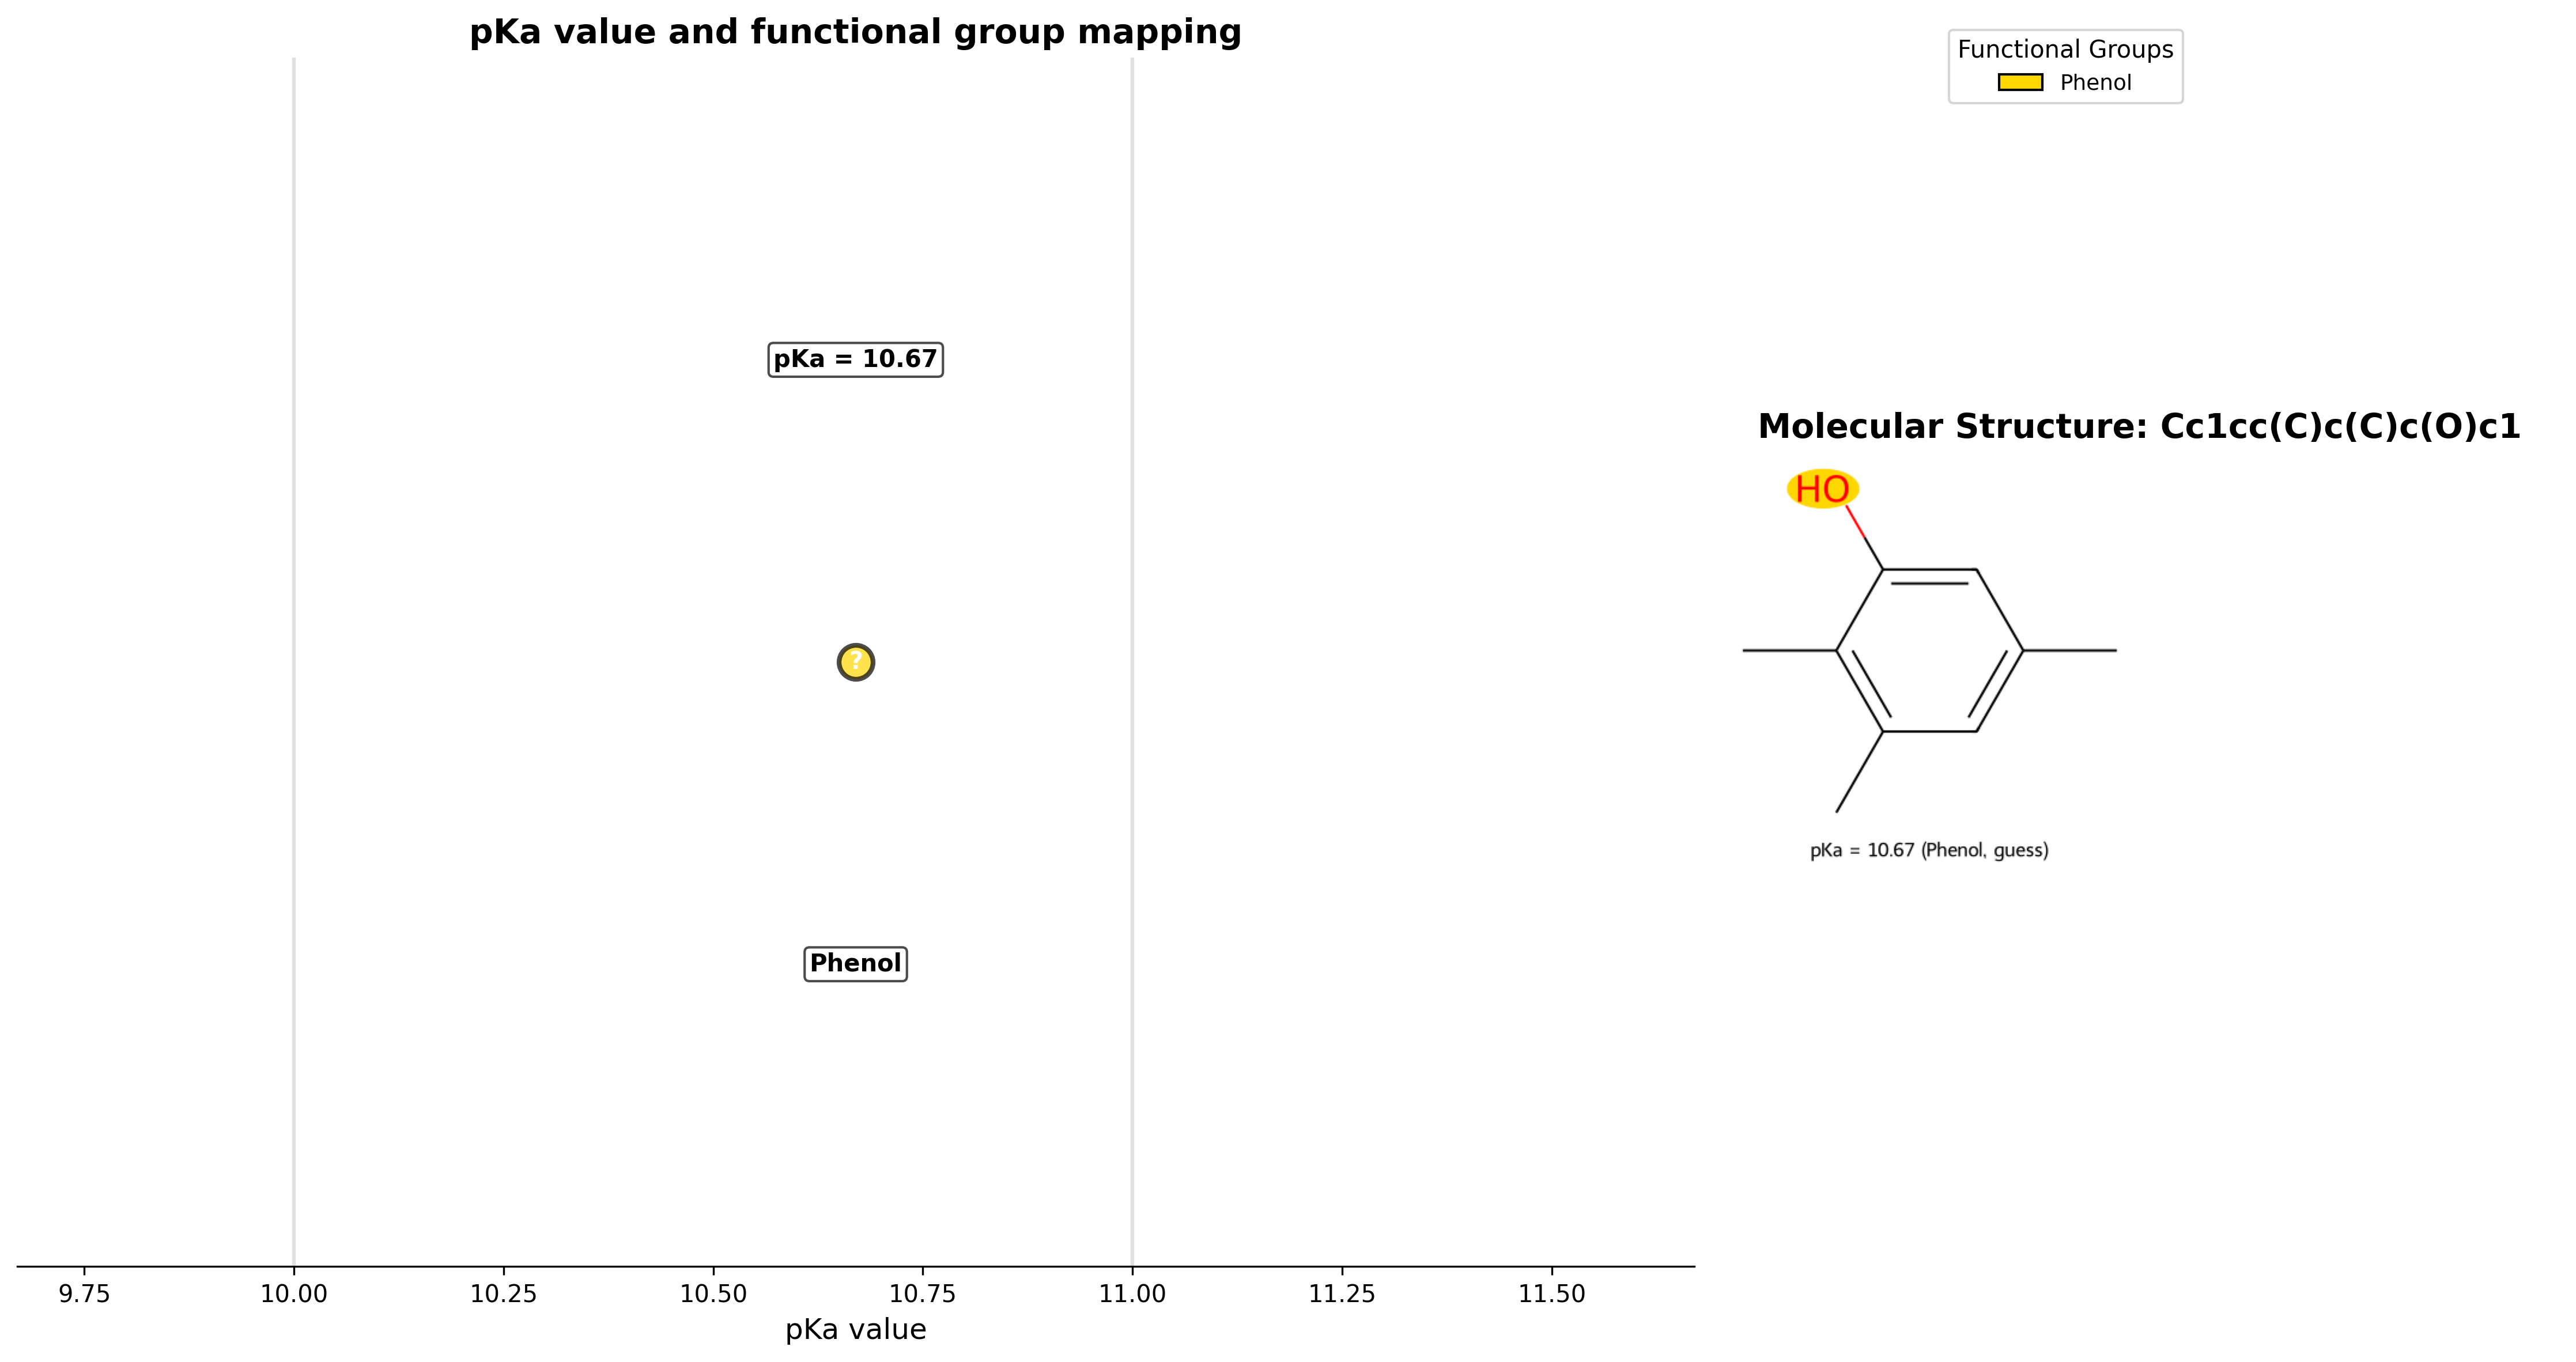 pKa value and functional group mapping
Functional Groups
Phenol
pKa = 10.67
Molecular Structure: Cc1cc(C)c(C)c(O)c1
HO
?
pKa = 10.67 (Phenol, guess)
Phenol
9.75 10.00 10.25 10.50 10.75 11.00 11.25 11.50
pKa value